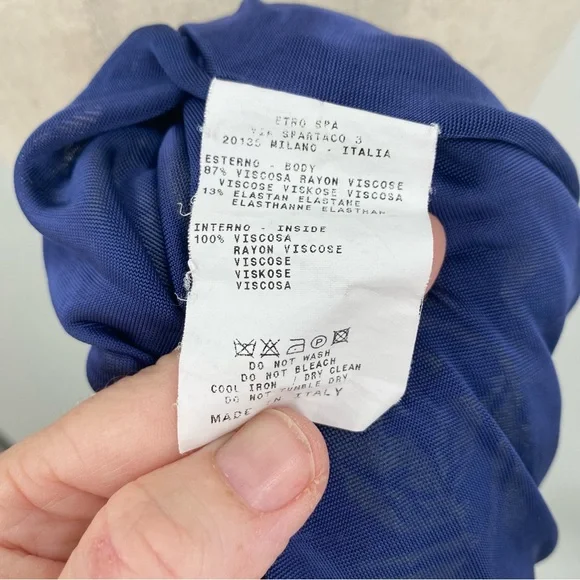 ETRO SPA
VIA SPARTACO 3
20135 MILANO - ITALIA
ESTERNO - BODY
87% VISCOSA RAYON VISCOSE
VISCOSE VISKOSE VISCOSA
13% ELASTAN ELASTANE
ELASTHANNE ELASTHAN
INTERNO - INSIDE
100% VISCOSA
RAYON VISCOSE
VISCOSE
VISKOSE
VISCOSA
P
DO NOT WASH
DO NOT BLEACH
COOL IRON / DRY CLEAN
DO NOT TUMBLE DRY
MADE IN ITALY